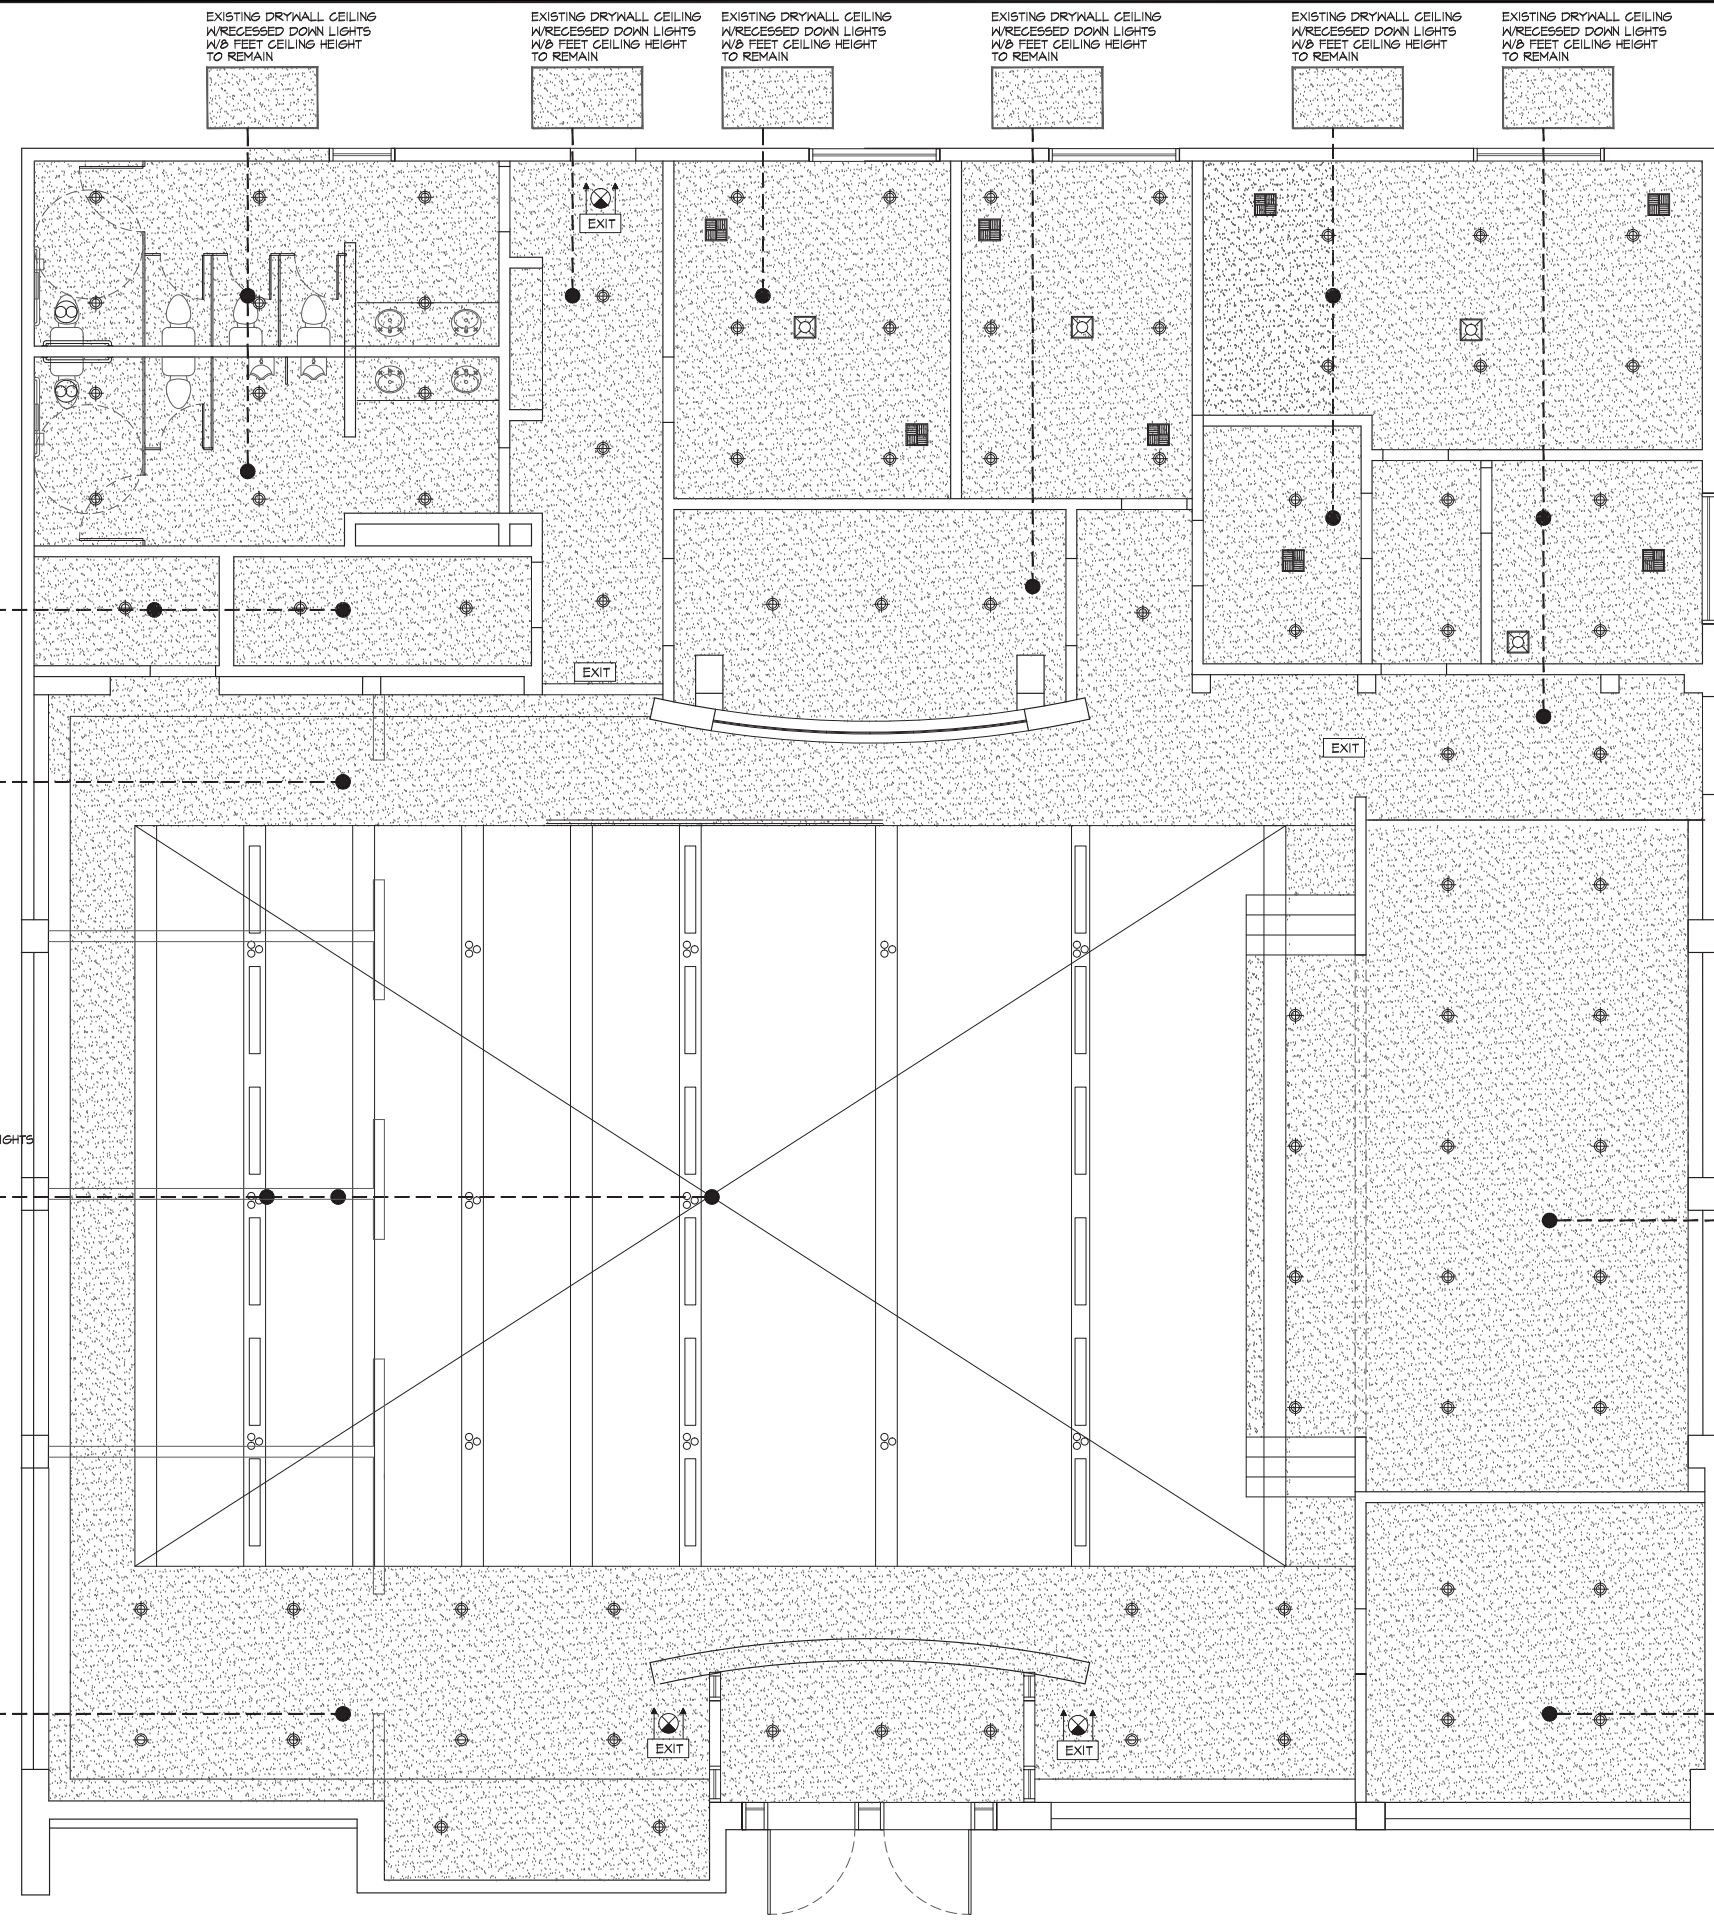 EXISTING DRYWALL CEILING
W/RECESSED DOWN LIGHTS
W/8 FEET CEILING HEIGHT
TO REMAIN
EXISTING DRYWALL CEILING
W/RECESSED DOWN LIGHTS
W/8 FEET CEILING HEIGHT
TO REMAIN
EXISTING DRYWALL CEILING
W/RECESSED DOWN LIGHTS
W/8 FEET CEILING HEIGHT
TO REMAIN
EXISTING DRYWALL CEILING
W/RECESSED DOWN LIGHTS
W/8 FEET CEILING HEIGHT
TO REMAIN
EXISTING DRYWALL CEILING
W/RECESSED DOWN LIGHTS
W/8 FEET CEILING HEIGHT
TO REMAIN
EXISTING DRYWALL CEILING
W/RECESSED DOWN LIGHTS
W/8 FEET CEILING HEIGHT
TO REMAIN
EXIT
EXIT
EXIT
EXIT
EXIT